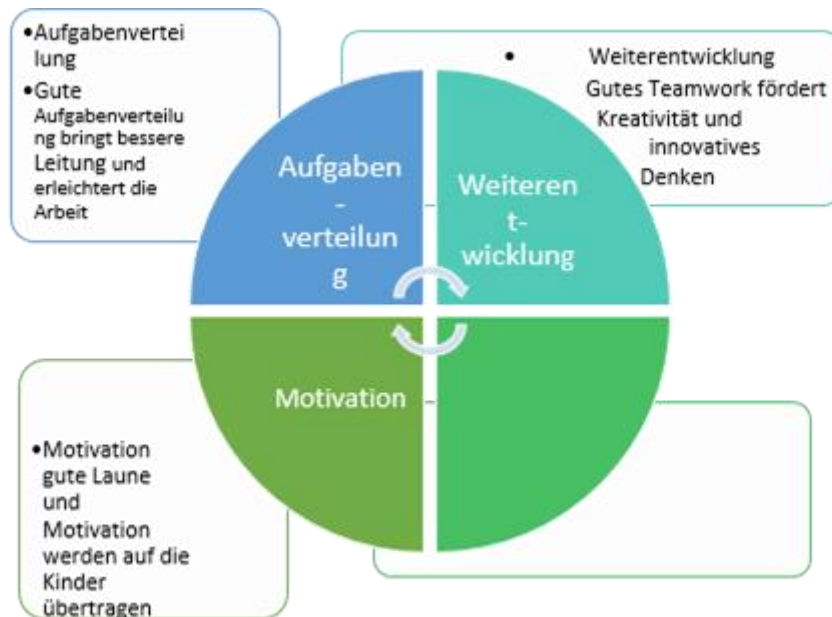 •Aufgabenvertei
lung
•Gute
Aufgabenverteilu
ng bringt bessere
Leitung und
erleichtert die
Arbeit
• Weiterentwicklung
Gutes Teamwork fördert
Kreativität und
innovatives
Denken
Aufgaben
-
verteilun
g
Weiteren
t-
wicklung
Motivation
•Motivation
gute Laune
und
Motivation
werden auf die
Kinder
übertragen